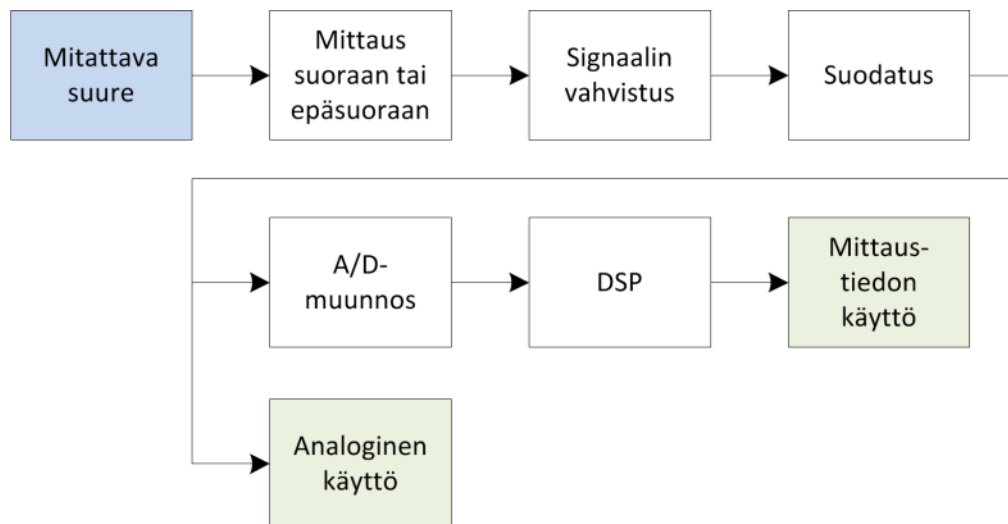 Mitattava
suure
Mittaus
suoraan tai
epäsuoraan
Signaalin
vahvistus
Suodatus
A/D-
muunnos
DSP
Mittaus-
tiedon
käyttö
Analoginen
käyttö